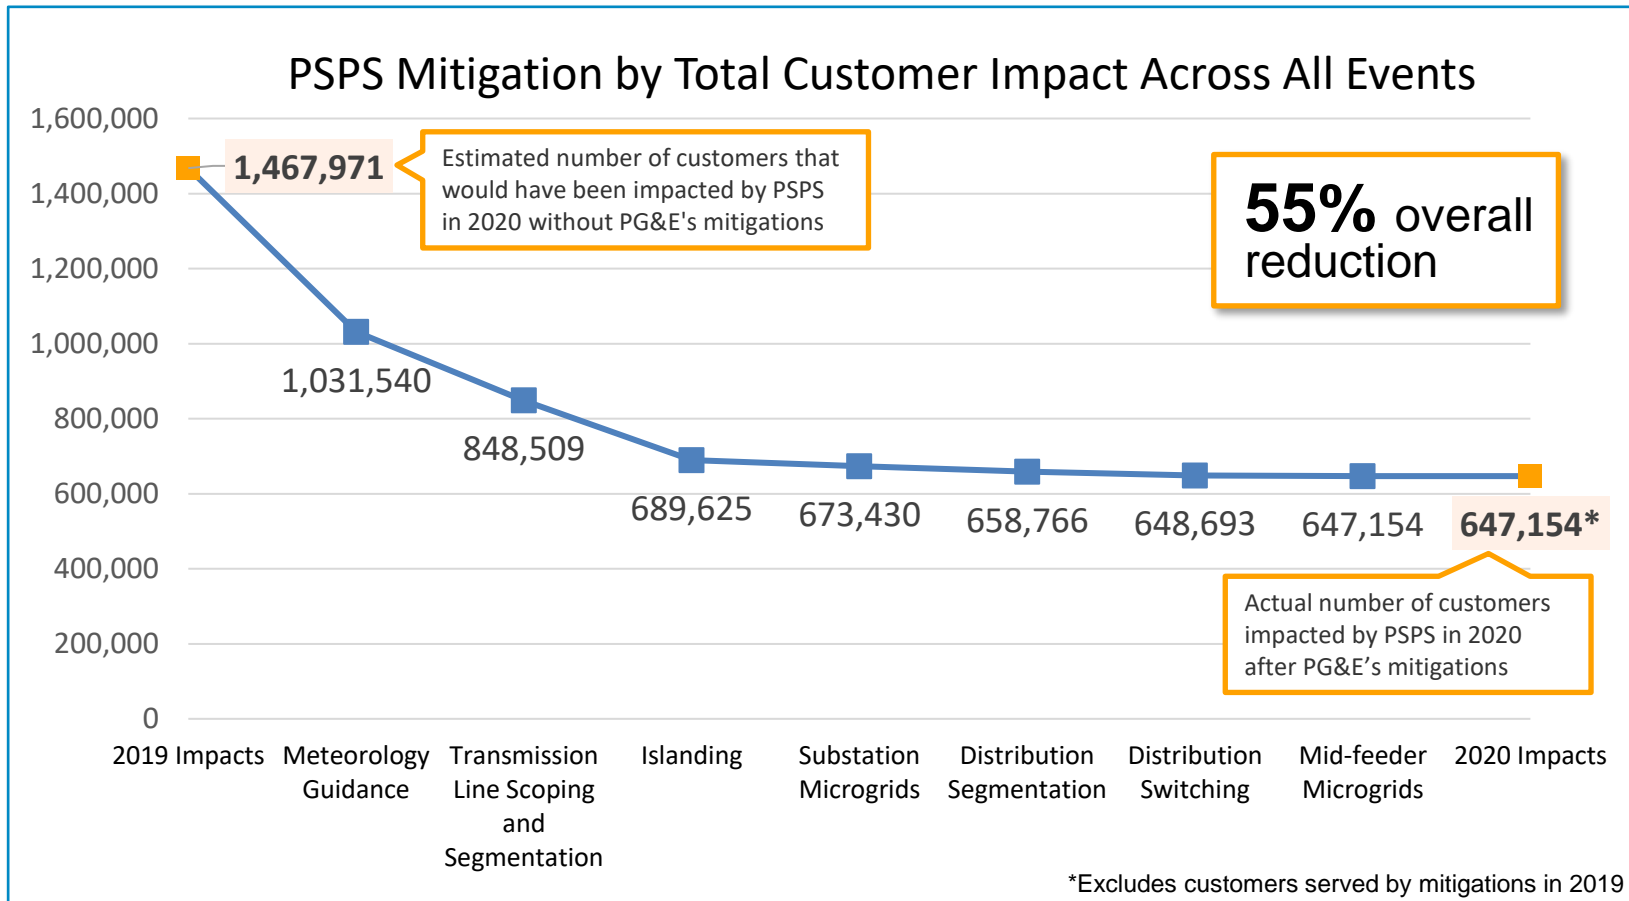 PSPS Mitigation by Total Customer Impact Across All Events
1,600,000
1,400,000
1,200,000
1,000,000
800,000
600,000
400,000
200,000
0
1,467,971
Estimated number of customers that
would have been impacted by PSPS
in 2020 without PG&E's mitigations
55% overall
reduction
1,031,540
848,509
689,625
673,430
658,766
648,693
647,154
647,154*
Actual number of customers
impacted by PSPS in 2020
after PG&E’s mitigations
2019 Impacts
Meteorology
Guidance
Transmission
Line Scoping
and
Segmentation
Islanding
Substation
Microgrids
Distribution
Segmentation
Distribution
Switching
Mid-feeder
Microgrids
2020 Impacts
*Excludes customers served by mitigations in 2019